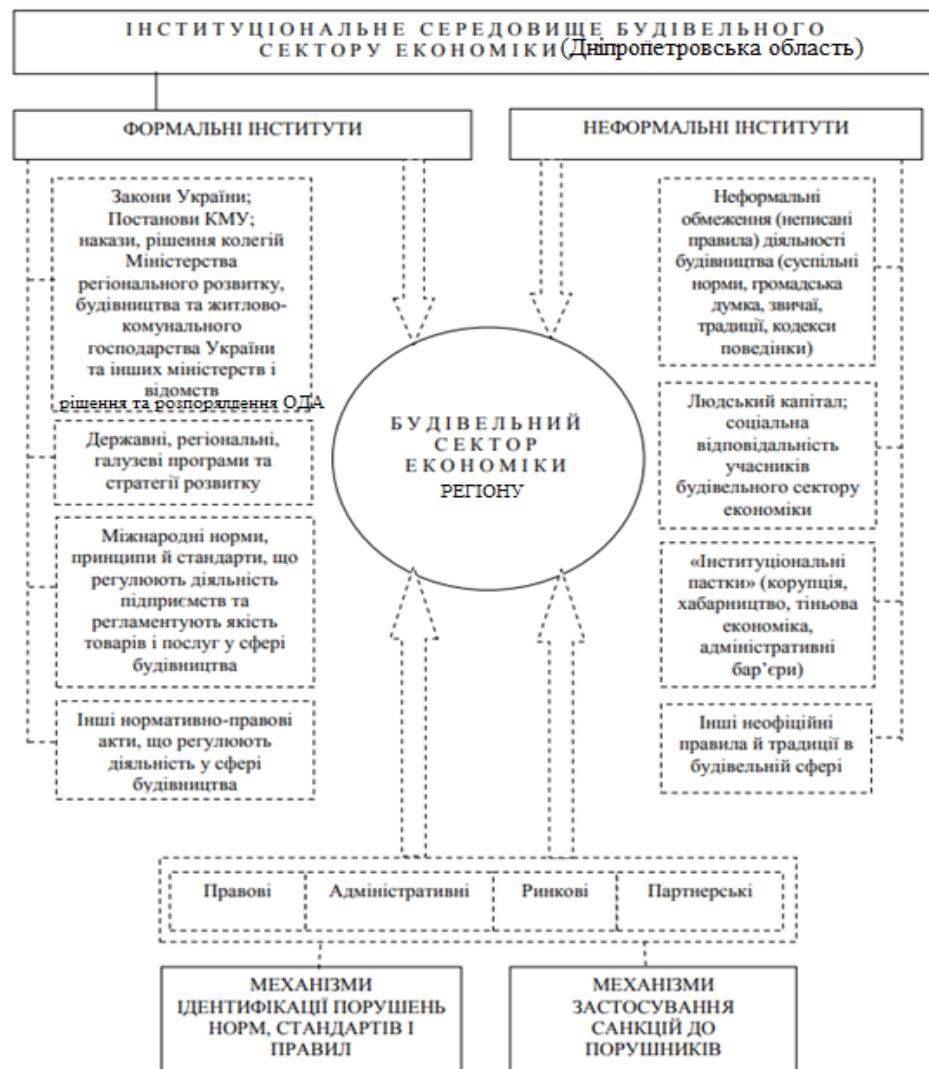 ІНСТИТУЦІОНАЛЬНЕ СЕРЕДОВИЩЕ БУДІВЕЛЬНОГО
СЕКТОРУ ЕКОНОМІКИ(Дніпропетровська область)
ФОРМАЛЬНІ ІНСТИТУТИ
Закони України;
Постанови КМУ;
накази, рішення колегій
Міністерства
регіонального розвитку,
будівництва та житлово-
комунального
господарства України
та інших міністерств і
відомств
рішення та розпорядження ОДА
Державні, регіональні,
галузеві програми та
стратегії розвитку
Міжнародні норми,
принципи й стандарти, що
регулюють діяльність
підприємств та
регламентують якість
товарів і послуг у сфері
будівництва
Інші нормативно-правові
акти, що регулюють
діяльність у сфері
будівництва
НЕФОРМАЛЬНІ ІНСТИТУТИ
Неформальні
обмеження (неписані
правила) діяльності
будівництва (суспільні
норми, громадська
думка, звичаї,
традиції, кодекси
поведінки)
Людський капітал;
соціальна
відповідальність
учасників
будівельного сектору
економіки
«Інституціональні
пастки» (корупція,
хабарництво, тіньова
економіка,
адміністративні
бар’єри)
Інші неофіційні
правила й традиції в
будівельній сфері
БУДІВЕЛЬНИЙ
СЕКТОР
ЕКОНОМІКИ
РЕГІОНУ
Правові Адміністративні Ринкові Партнерські
МЕХАНІЗМИ
ІДЕНТИФІКАЦІЇ ПОРУШЕНЬ
НОРМ, СТАНДАРТІВ І
ПРАВИЛ
МЕХАНІЗМИ
ЗАСТОСУВАННЯ
САНКЦІЙ ДО
ПОРУШНИКІВ